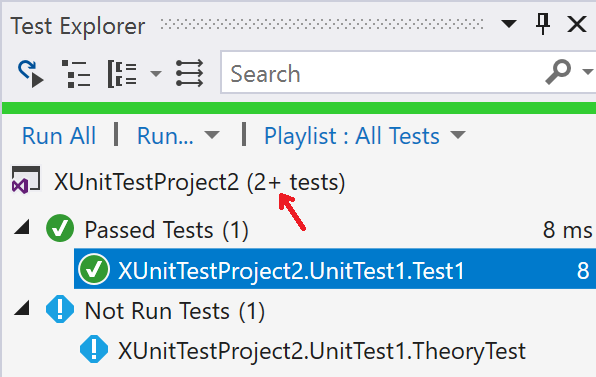 Test Explorer
Search
Run All | Run... | Playlist : All Tests
XUnitTestProject2 (2+ tests)
Passed Tests (1) 8 ms
XUnitTestProject2.UnitTest1.Test1 8
Not Run Tests (1)
XUnitTestProject2.UnitTest1.TheoryTest